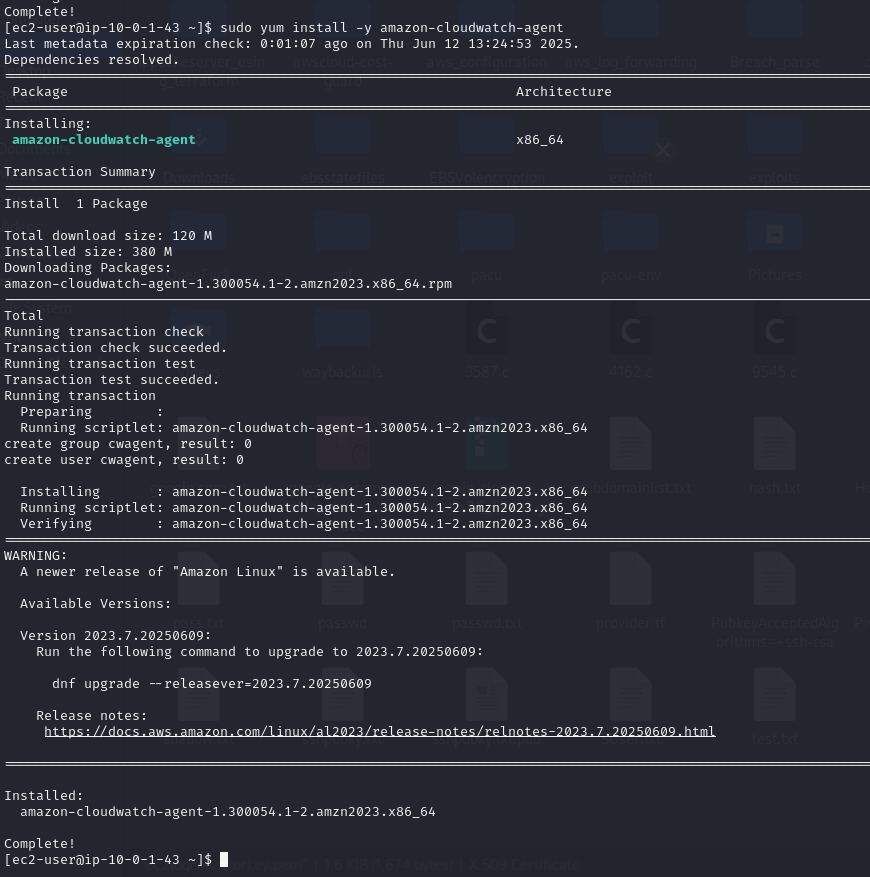 Complete!
[ec2-user@ip-10-0-1-43 ~]$ sudo yum install -y amazon-cloudwatch-agent
Last metadata expiration check: 0:01:07 ago on Thu Jun 12 13:24:53 2025.
Dependencies resolved.
Package Architecture
Installing:
amazon-cloudwatch-agent x86_64
Transaction Summary
Install 1 Package
Total download size: 120 M
Installed size: 380 M
Downloading Packages:
amazon-cloudwatch-agent-1.300054.1-2.amzn2023.x86_64.rpm
Total
Running transaction check
Transaction check succeeded.
Running transaction test
Transaction test succeeded.
Running transaction
Preparing :
Running scriptlet: amazon-cloudwatch-agent-1.300054.1-2.amzn2023.x86_64
create group cwagent, result: 0
create user cwagent, result: 0
Installing : amazon-cloudwatch-agent-1.300054.1-2.amzn2023.x86_64
Running scriptlet: amazon-cloudwatch-agent-1.300054.1-2.amzn2023.x86_64
Verifying : amazon-cloudwatch-agent-1.300054.1-2.amzn2023.x86_64
WARNING:
A newer release of "Amazon Linux" is available.
Available Versions:
Version 2023.7.20250609:
Run the following command to upgrade to 2023.7.20250609:
dnf upgrade --releasever=2023.7.20250609
Release notes:
https://docs.aws.amazon.com/linux/al2023/release-notes/relnotes-2023.7.20250609.html
Installed:
amazon-cloudwatch-agent-1.300054.1-2.amzn2023.x86_64
Complete!
[ec2-user@ip-10-0-1-43 ~]$